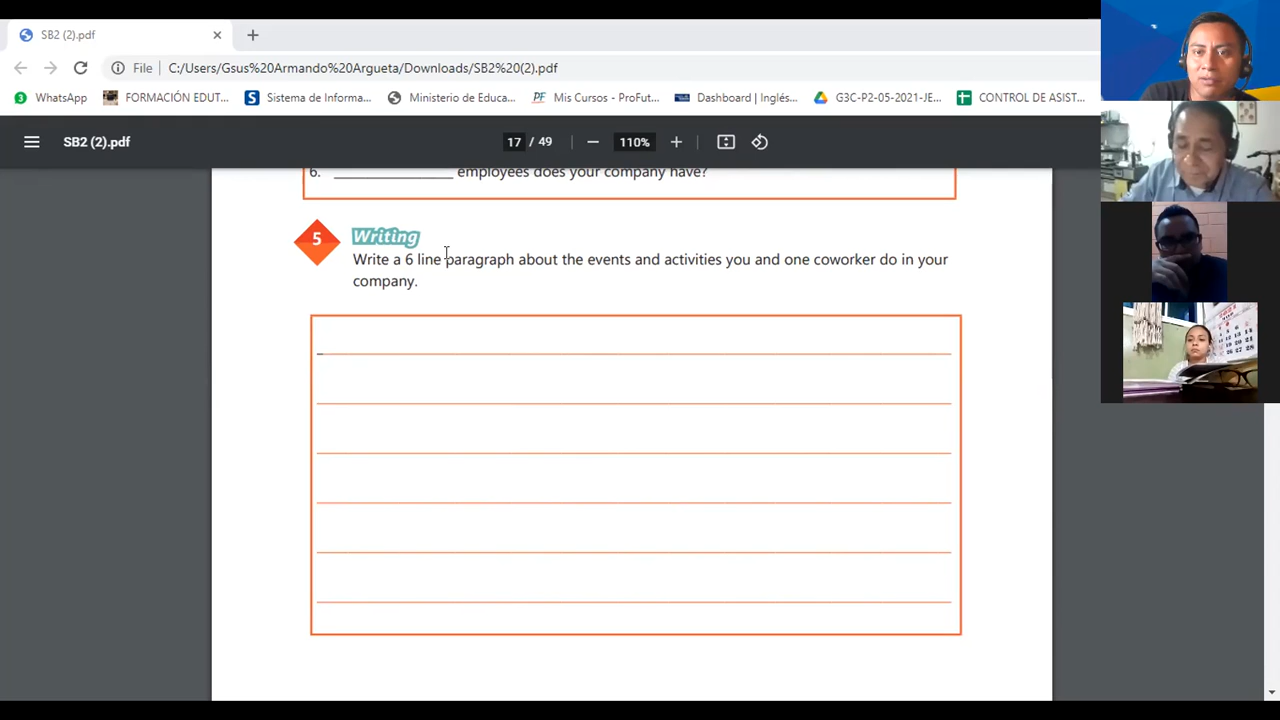 SB2 (2).pdf
File C:/Users/Gsus%20Armando%20Argueta/Downloads/SB2%20(2).pdf
WhatsApp FORMACIÓN EDUT... Sistema de Informa... Ministerio de Educa... PF Mis Cursos - ProFut... Dashboard | Inglés... G3C-P2-05-2021-JE... CONTROL DE ASIST...
SB2 (2).pdf 17 / 49 110%
6. ________________ employees does your company have?
5 Writing
Write a 6 line paragraph about the events and activities you and one coworker do in your
company.